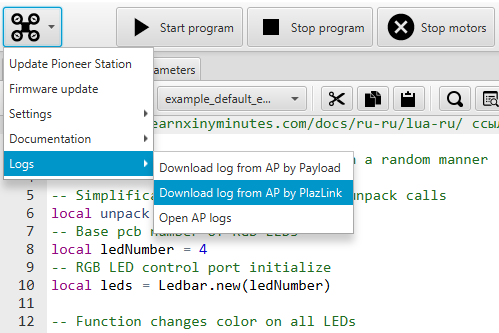 Start program
Stop program
Stop motors
Update Pioneer Station
Firmware update
Settings
Documentation
Logs
Download log from AP by Payload
Download log from AP by PlazLink
Open AP logs
rameters
example_default_e...
earnxinyminutes.com/docs/ru-ru/lua-ru/ ссы
a random manner
4
5 -- Simplifica unpack calls
6 local unpack
7 -- Base pcb number of RGB LEDs
8 local ledNumber = 4
9 -- RGB LED control port initialize
10 local leds = Ledbar.new(ledNumber)
11
12 -- Function changes color on all LEDs